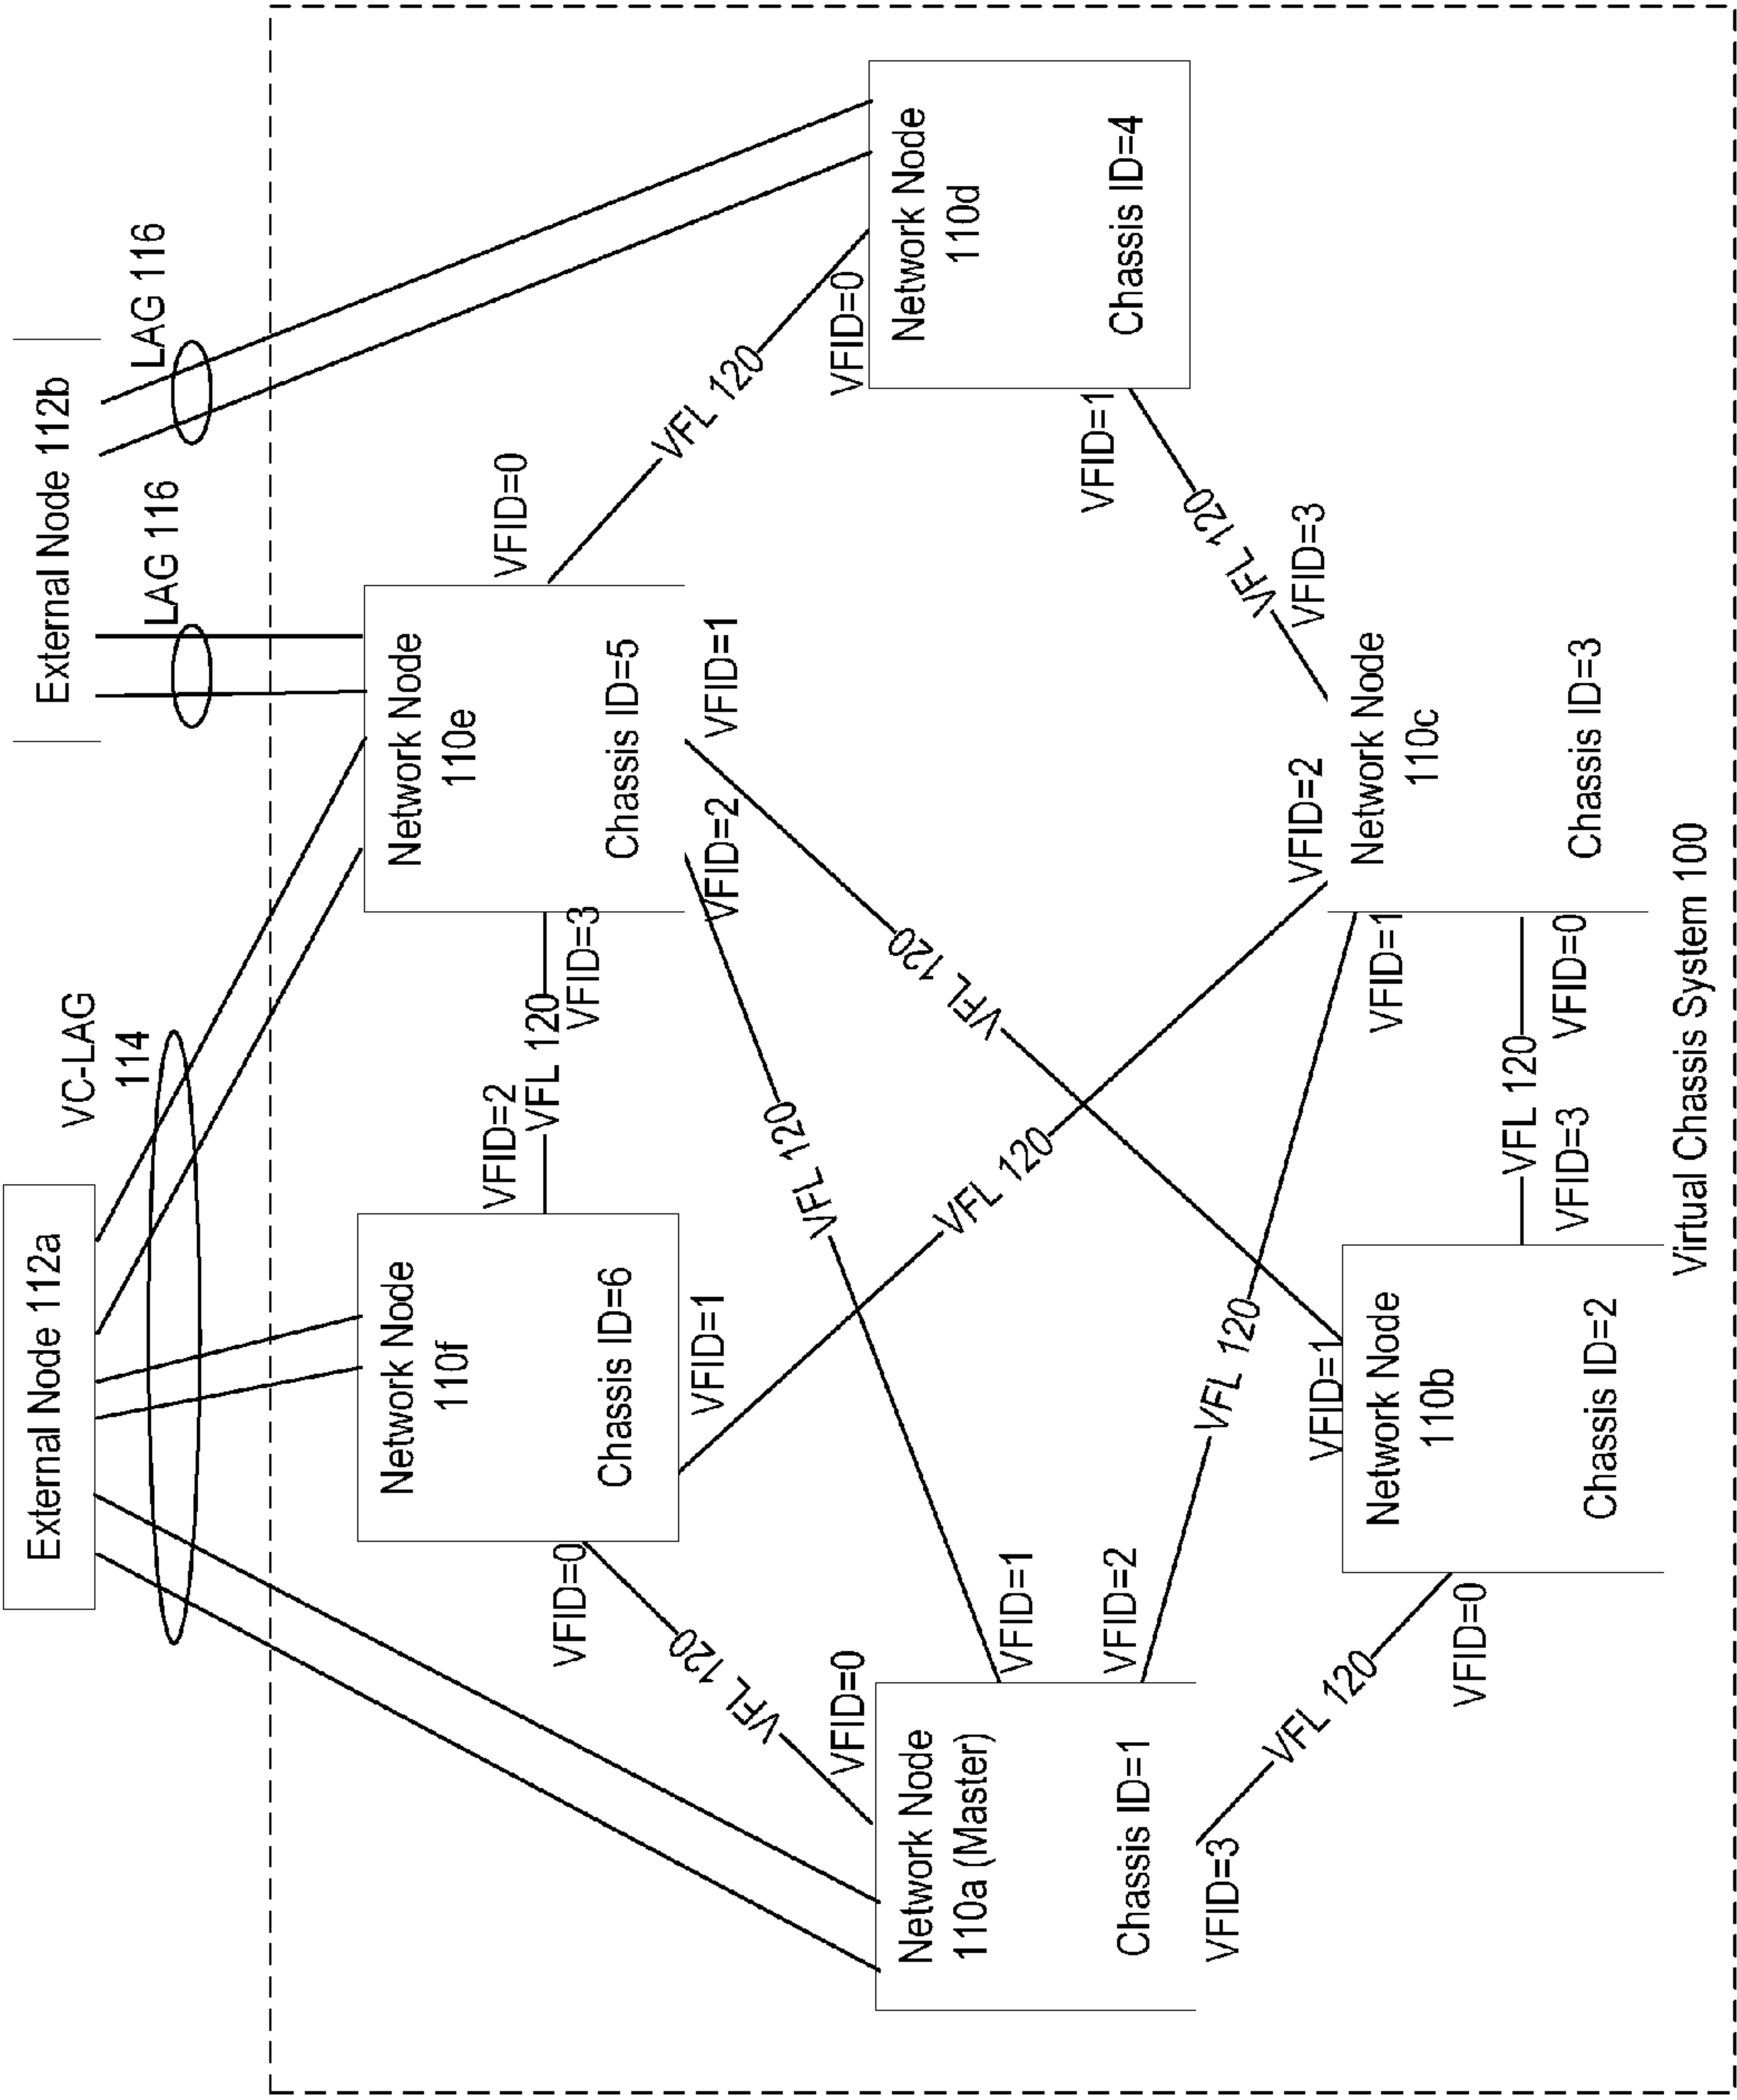 External Node 112a
VC-LAG
114
External Node 112b
LAG 116
LAG 116
Network Node
110f
Chassis ID=6
VFID=0
VFID=1
VFID=2
VFL 120
VFID=3
Network Node
110e
Chassis ID=5
VFID=2
VFID=1
VFID=0
VFL 120
VFL 120
VFID=0
VFL 120
VFL 120
VFID=0
Network Node
110d
Chassis ID=4
VFID=1
Network Node
110a (Master)
Chassis ID=1
VFID=1
VFID=2
VFID=3
VFL 120
VFL 120
VFL 120
VFL 120
VFID=0
VFID=1
Network Node
110b
Chassis ID=2
VFID=3
VFL 120
VFID=0
VFID=1
VFID=2
VFID=3
Network Node
110c
Chassis ID=3
Virtual Chassis System 100